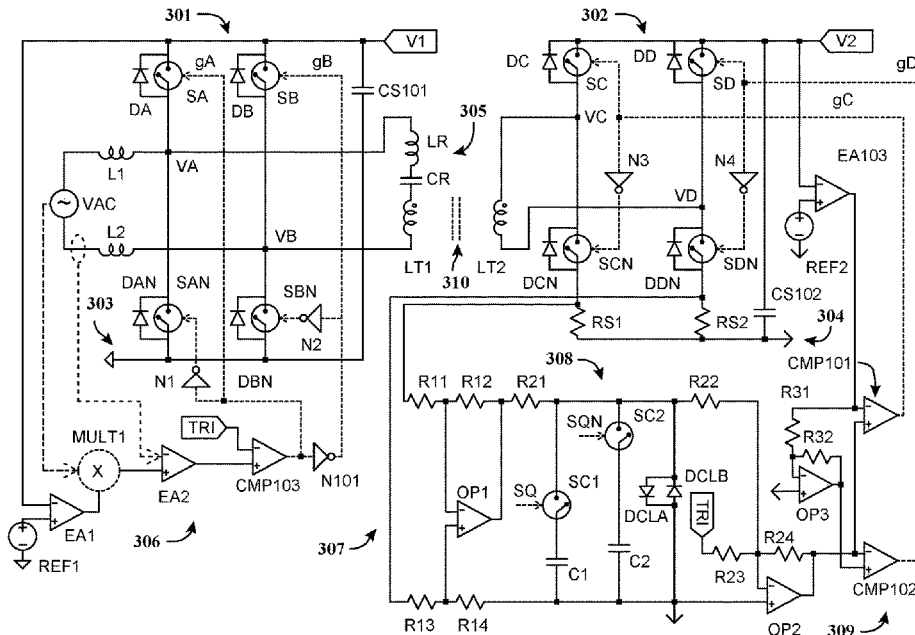 301 302
V1 V2
gA gB DC DD gD
DA SA DB SB CS101 SC SD
gC
305
VA LR VC N3 N4 EA103
L1 CR
VAC VD
L2 VB REF2
LT1 310 LT2 DCN SCN DDN SDN
DAN SAN SBN CS102
303 N2 RS1 RS2 304
N1 DBN 308 CMP101
R11 R12 R21 R22 R31
TRI SQN SC2 R32
MULT1
X EA2 CMP103 N101 OP1 SQ SC1 DCLB OP3
DCLA TRI
EA1 306 307 R24
REF1 C1 C2 R23 CMP102
R13 R14 OP2 309